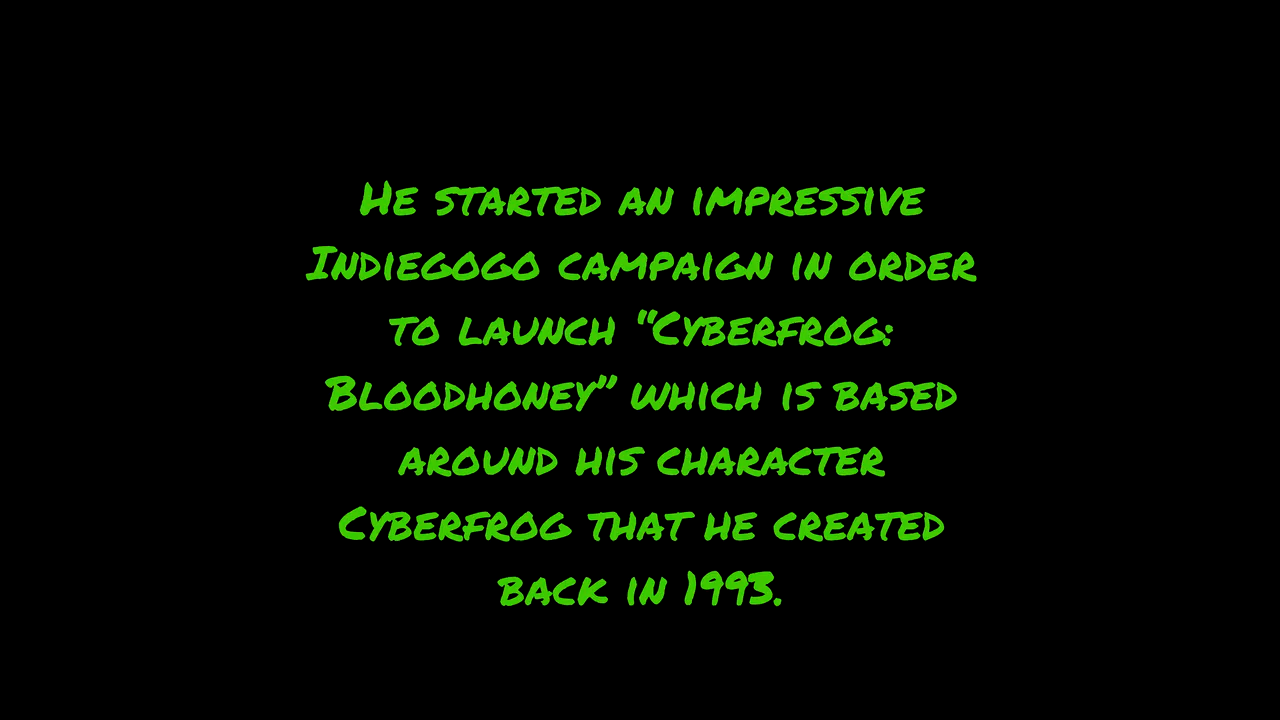 He started an impressive
Indiegogo campaign in order
to launch “Cyberfrog:
Bloodhoney” which is based
around his character
Cyberfrog that he created
back in 1993.